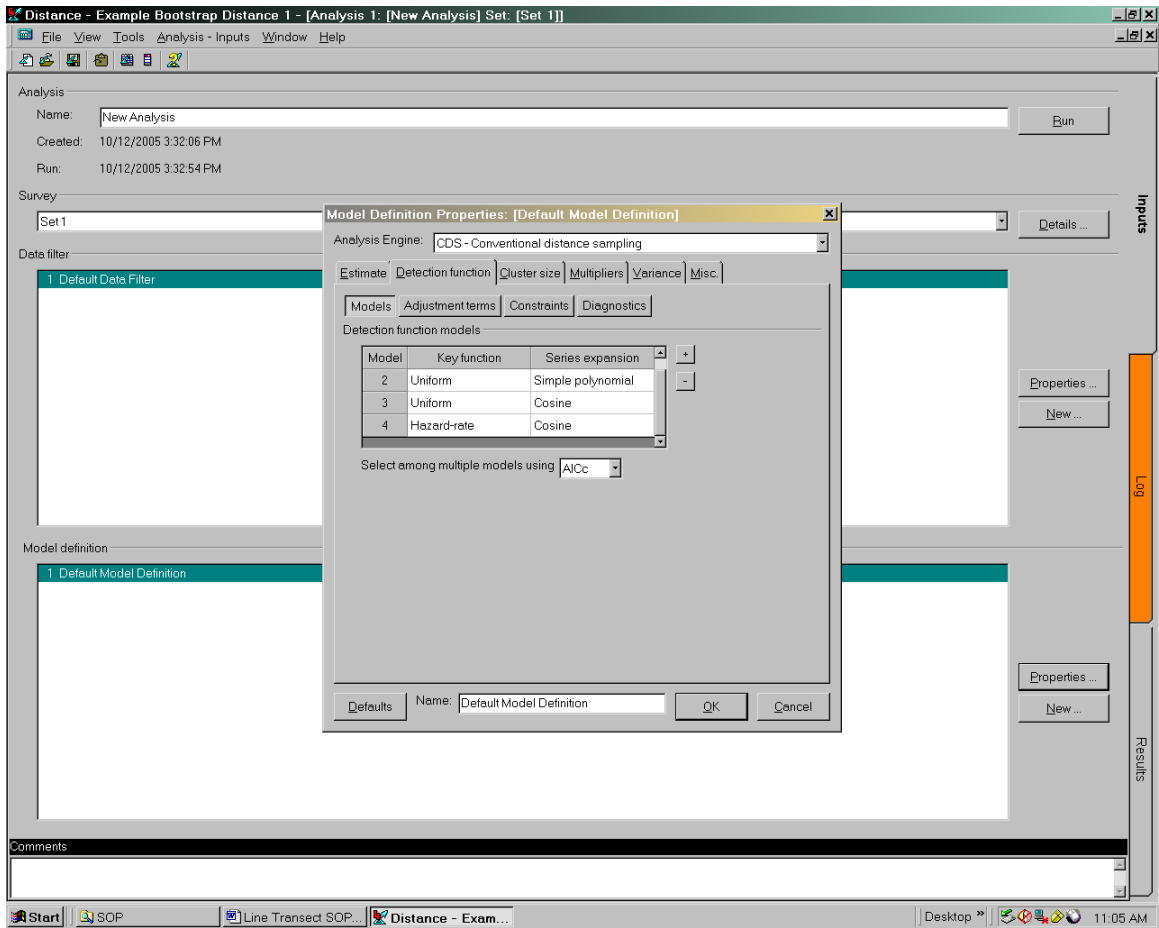 Distance - Example Bootstrap Distance 1 - [Analysis 1: [New Analysis] Set: [Set 1]]
File View Tools Analysis - Inputs Window Help
Analysis
Name: New Analysis Run
Created: 10/12/2005 3:32:06 PM
Run: 10/12/2005 3:32:54 PM
Survey
Set 1 Details ...
Data filter
1 Default Data Filter
Properties ...
New ...
Model definition
1 Default Model Definition
Properties ...
New ...
Comments
Inputs
Log
Results
Model Definition Properties: [Default Model Definition]
Analysis Engine: CDS - Conventional distance sampling
Estimate Detection function Cluster size Multipliers Variance Misc.
Models Adjustment terms Constraints Diagnostics
Detection function models
Model Key function Series expansion +
2 Uniform Simple polynomial -
3 Uniform Cosine
4 Hazard-rate Cosine
Select among multiple models using AICc
Defaults Name: Default Model Definition OK Cancel
Start SOP Line Transect SOP... Distance - Exam... Desktop » 11:05 AM